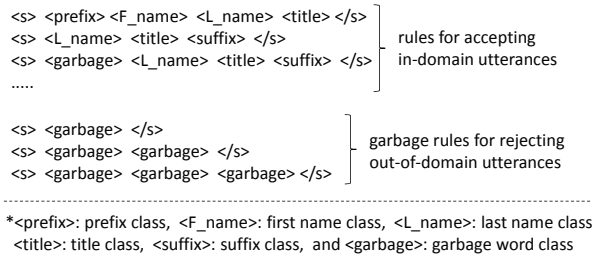 <s> <prefix> <F_name> <L_name> <title> </s>
<s> <L_name> <title> <suffix> </s>
<s> <garbage> <L_name> <title> <suffix> </s>
.....
rules for accepting
in-domain utterances
<s> <garbage> </s>
<s> <garbage> <garbage> </s>
<s> <garbage> <garbage> <garbage> </s>
garbage rules for rejecting
out-of-domain utterances
*<prefix>: prefix class, <F_name>: first name class, <L_name>: last name class
<title>: title class, <suffix>: suffix class, and <garbage>: garbage word class